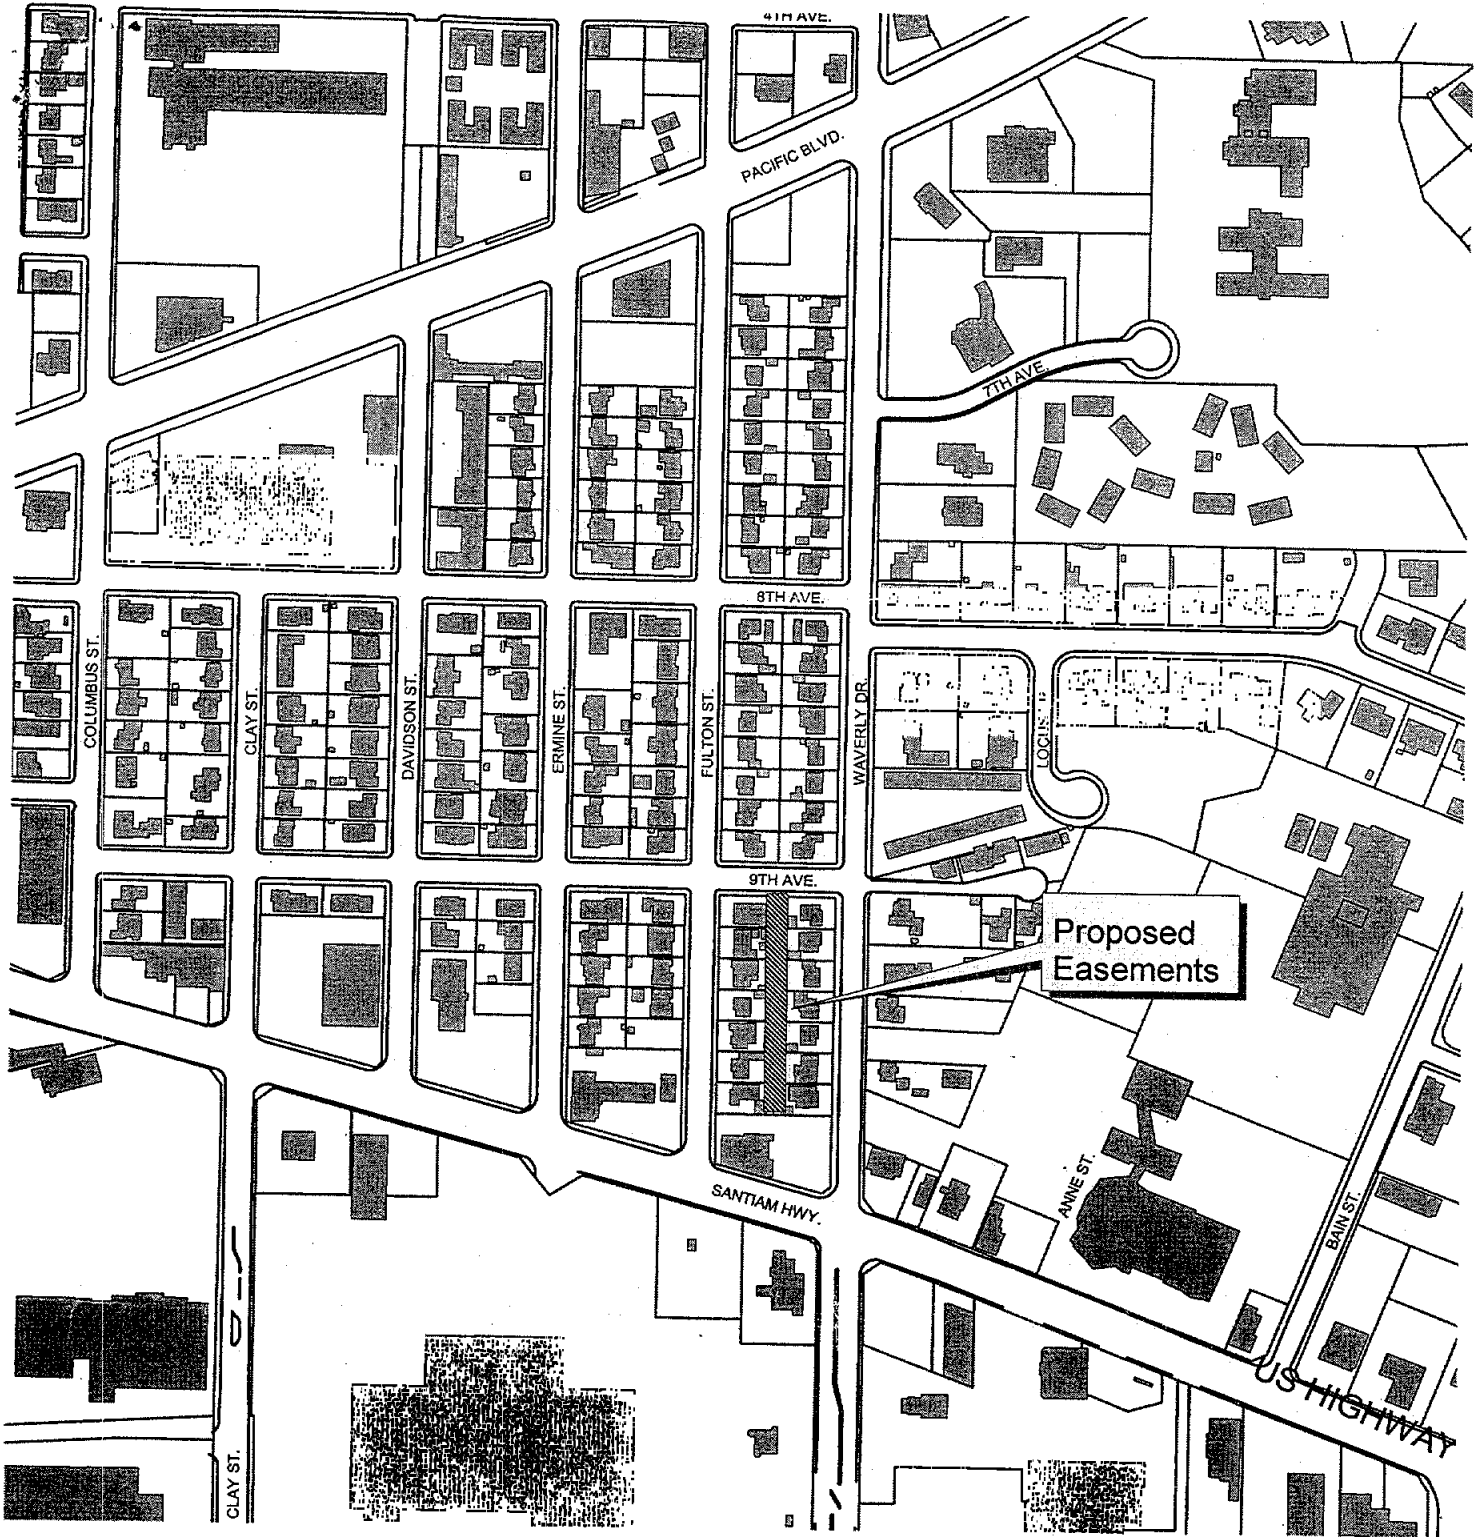 4TH AVE.
PACIFIC BLVD.
7TH AVE.
8TH AVE.
COLUMBUS ST.
CLAY ST.
DAVIDSON ST.
ERMINE ST.
FULTON ST.
WAVERLY DR.
9TH AVE.
Proposed
Easements
SANTIAM HWY.
ANNE ST.
BAIN ST.
US HIGHWAY
CLAY ST.